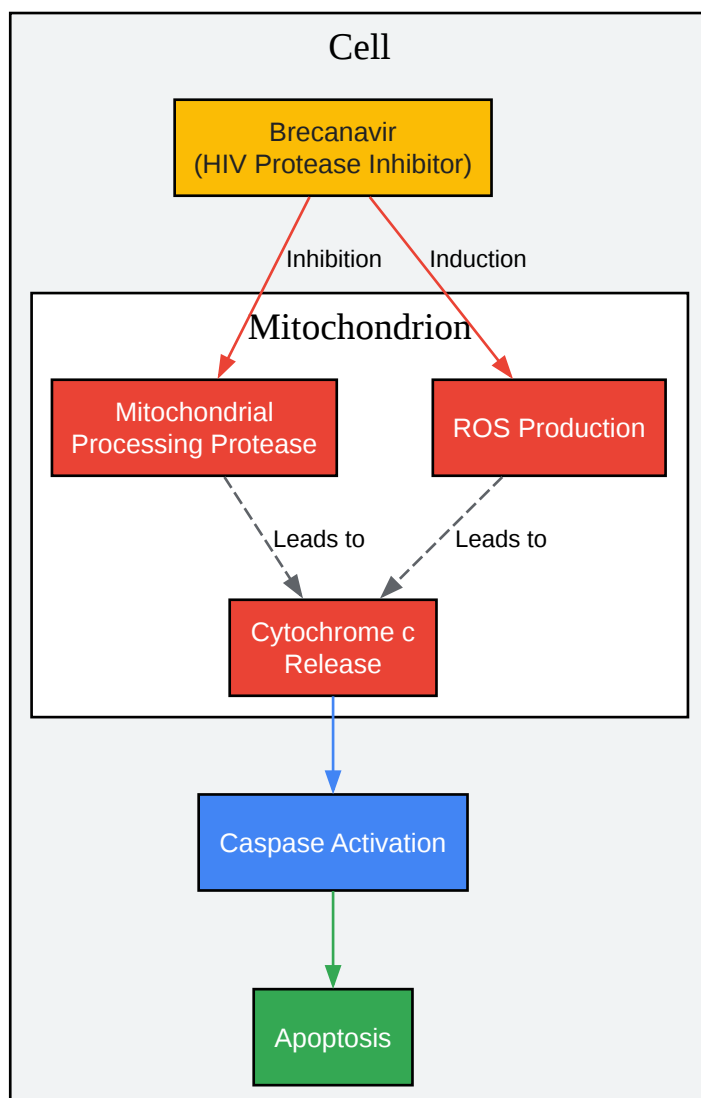 Cell
Brecanavir
(HIV Protease Inhibitor)
Inhibition
Induction
Mitochondrion
Mitochondrial
Processing Protease
ROS Production
Leads to
Leads to
Cytochrome c
Release
Caspase Activation
Apoptosis